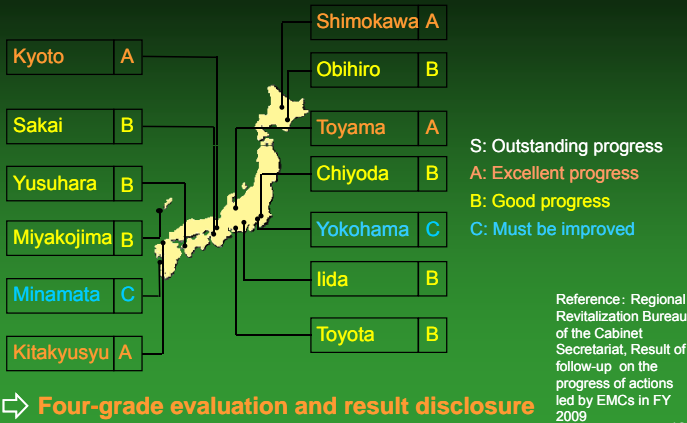 Kyoto A
Sakai B
Yusuhara B
Miyakojima B
Minamata C
Kitakyusyu A
Shimokawa A
Obihiro B
Toyama A
Chiyoda B
Yokohama C
Iida B
Toyota B
S: Outstanding progress
A: Excellent progress
B: Good progress
C: Must be improved
Reference: Regional
Revitalization Bureau
of the Cabinet
Secretariat, Result of
follow-up on the
progress of actions
led by EMCs in FY
2009
Four-grade evaluation and result disclosure